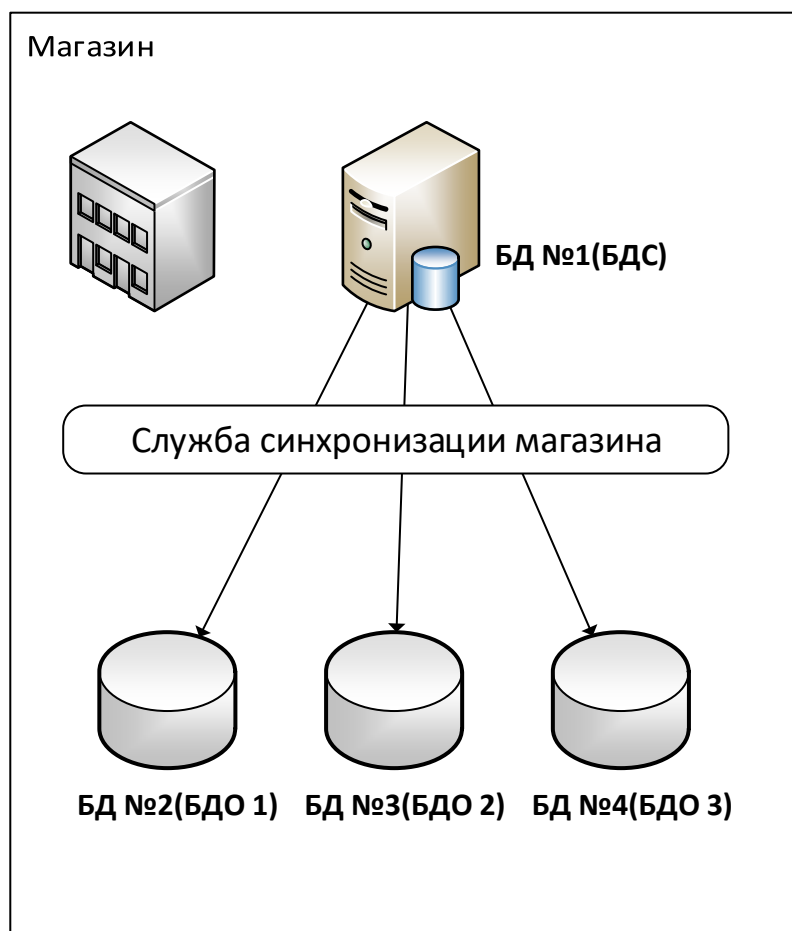 Магазин
БД №1(БДС)
Служба синхронизации магазина
БД №2(БДО 1)
БД №3(БДО 2)
БД №4(БДО 3)